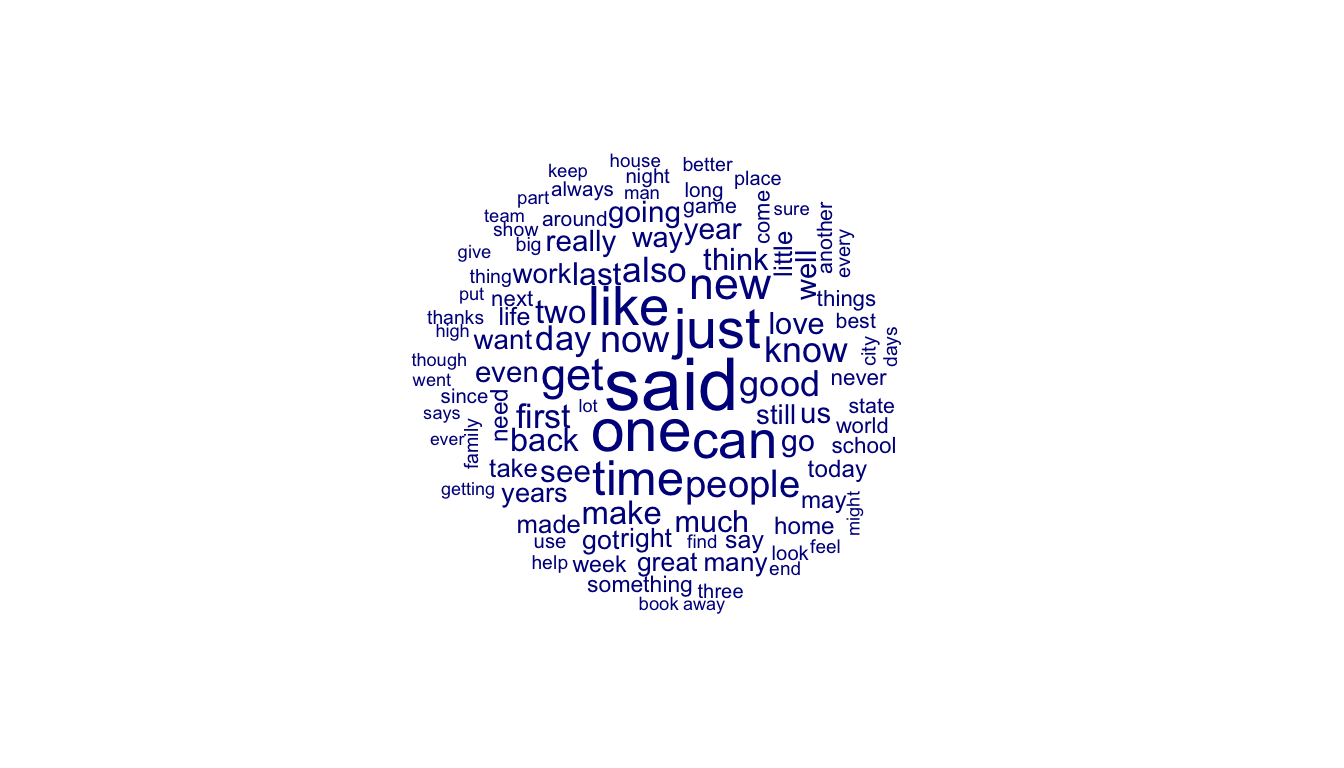 house better
keep night place
always man long
part going game come sure
team around another
show way year little every
big really
give think well
thing work last also new things
put next like
thanks life two just love best
high want day now know city days
though
went even get said good never
since lot still us state
says need first one can world
ever family back go school
take see time people today
getting years may might
made make much home
use got right find say look feel
help week great many end
something three
book away